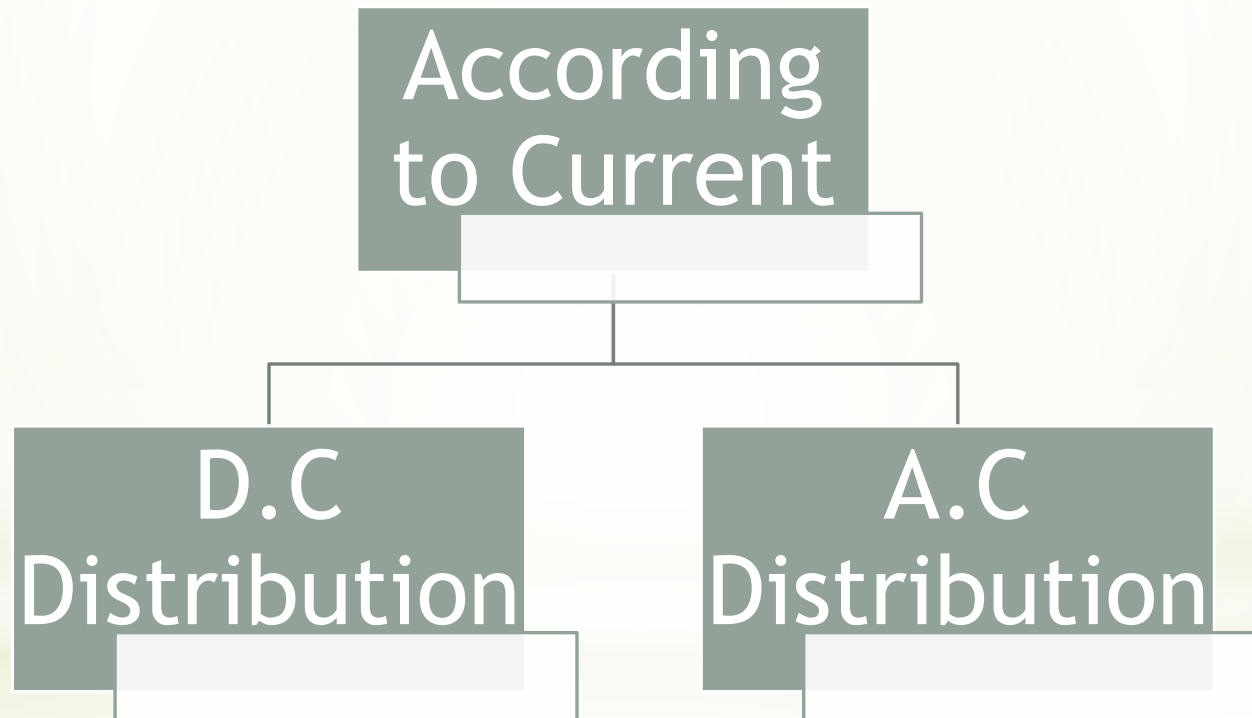 According
to Current
D.C
Distribution
A.C
Distribution